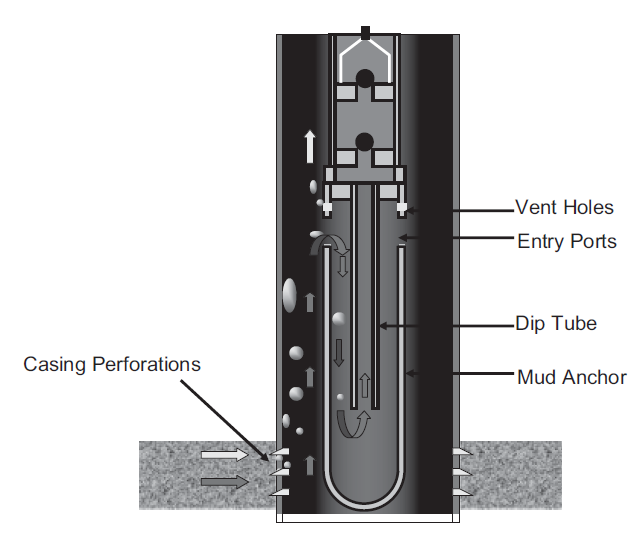 Vent Holes
Entry Ports
Dip Tube
Casing Perforations
Mud Anchor